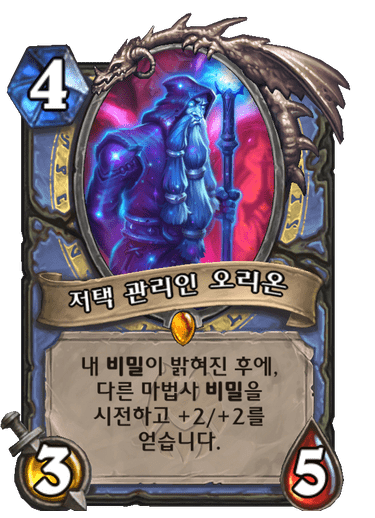 4
저택 관리인 오리온
내 비밀이 밝혀진 후에,
다른 마법사 비밀을
시전하고 +2/+2를
얻습니다.
3
5